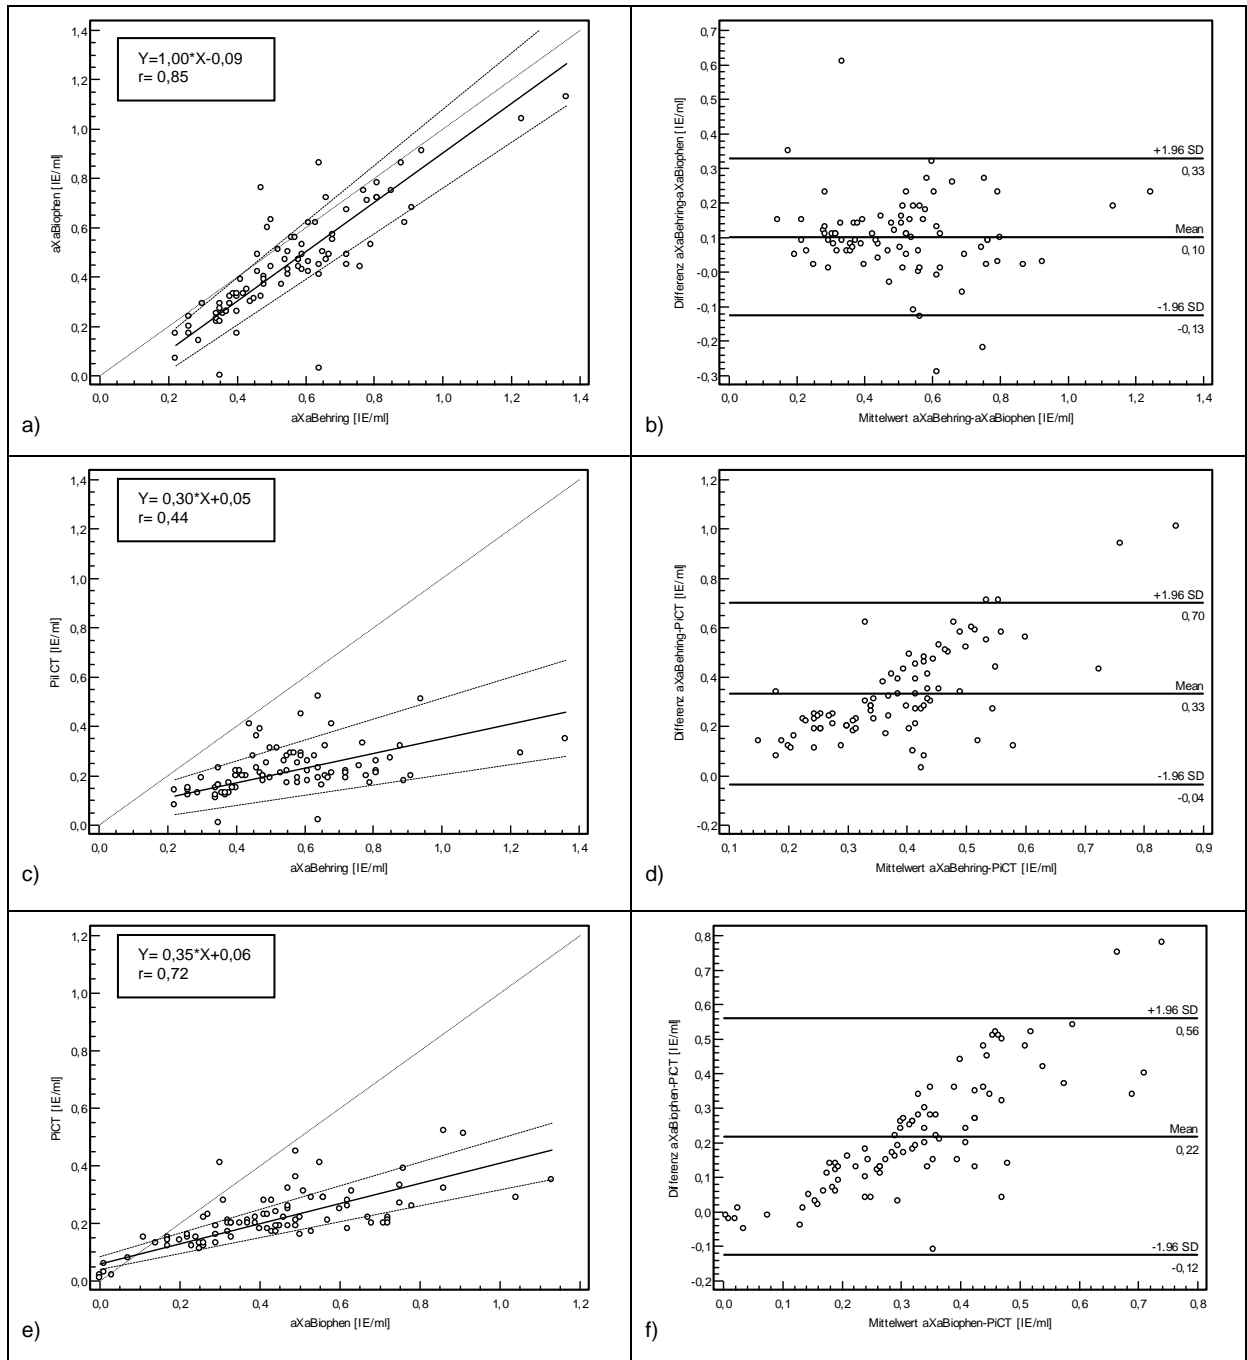 1,4
1,2
1,0
0,8
0,6
0,4
0,2
0,0
aXaBiophen [IE/ml]
Y=1,00*X-0,09
r= 0,85
0,0 0,2 0,4 0,6 0,8 1,0 1,2 1,4
aXaBehring [IE/ml]
a)
0,7
0,6
0,5
0,4
0,3
0,2
0,1
-0,0
-0,1
-0,2
-0,3
Differenz aXaBehring-aXaBiophen [IE/ml]
+1.96 SD
0,33
Mean
0,10
-1.96 SD
-0,13
0,0 0,2 0,4 0,6 0,8 1,0 1,2 1,4
Mittelwert aXaBehring-aXaBiophen [IE/ml]
b)
1,4
1,2
1,0
0,8
0,6
0,4
0,2
0,0
PiICT [IE/ml]
Y= 0,30*X+0,05
r= 0,44
0,0 0,2 0,4 0,6 0,8 1,0 1,2 1,4
aXaBehring [IE/ml]
c)
1,2
1,0
0,8
0,6
0,4
0,2
0,0
-0,2
Differenz aXaBehring-PiCT [IE/ml]
+1.96 SD
0,70
Mean
0,33
-1.96 SD
-0,04
0,1 0,2 0,3 0,4 0,5 0,6 0,7 0,8 0,9
Mittelwert aXaBehring-PiCT [IE/ml]
d)
1,2
1,0
0,8
0,6
0,4
0,2
0,0
PiCT [IE/ml]
Y= 0,35*X+0,06
r= 0,72
0,0 0,2 0,4 0,6 0,8 1,0 1,2
aXaBiophen [IE/ml]
e)
0,8
0,7
0,6
0,5
0,4
0,3
0,2
0,1
-0,0
-0,1
-0,2
Differenz aXaBiophen-PiCT [IE/ml]
+1.96 SD
0,56
Mean
0,22
-1.96 SD
-0,12
0,0 0,1 0,2 0,3 0,4 0,5 0,6 0,7 0,8
Mittelwert aXaBiophen-PiCT [IE/ml]
f)